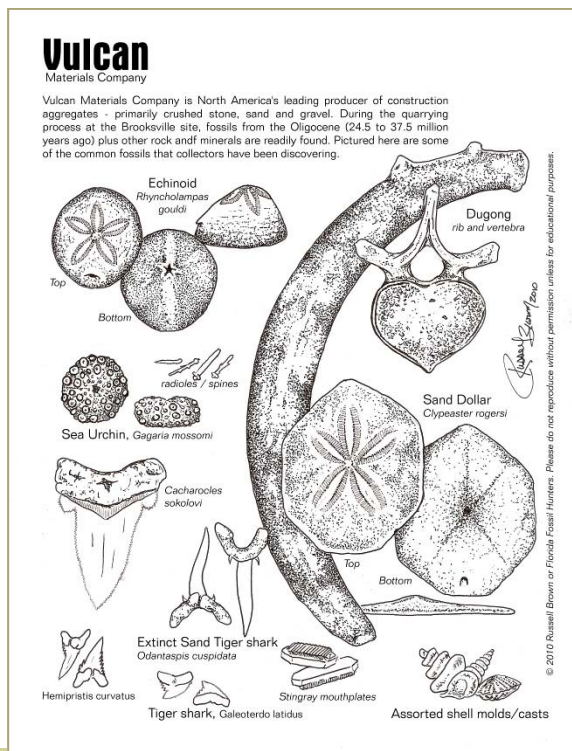 Vulcan
Materials Company
Vulcan Materials Company is North America's leading producer of construction
aggregates - primarily crushed stone, sand and gravel. During the quarrying
process at the Brooksville site, fossils from the Oligocene (24.5 to 37.5 million
years ago) plus other rock andf minerals are readily found. Pictured here are some
of the common fossils that collectors have been discovering.
Echinoid
Rhyncholampas
gouldi
Top
Bottom
Dugong
rib and vertebra
radioles / spines
Sea Urchin, Gagaria mossomi
Sand Dollar
Clypeaster rogersi
Cacharocles
sokolovi
Top
Bottom
Extinct Sand Tiger shark
Odantaspis cuspidata
Hemipristis curvatus
Tiger shark, Galeoterdo latidus
Stingray mouthplates
Assorted shell molds/casts
Russell Brown 2010
© 2010 Russell Brown or Florida Fossil Hunters. Please do not reproduce without permission unless for educational purposes.